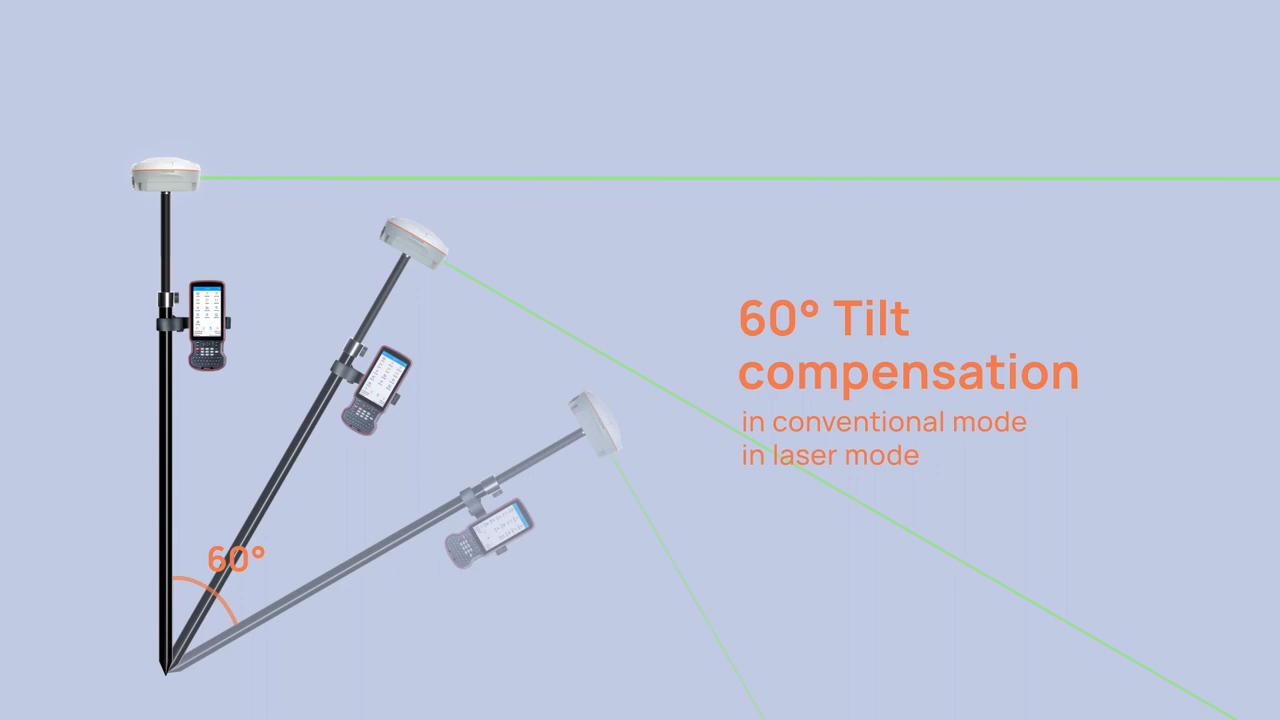 60° Tilt
compensation
in conventional mode
in laser mode
60°